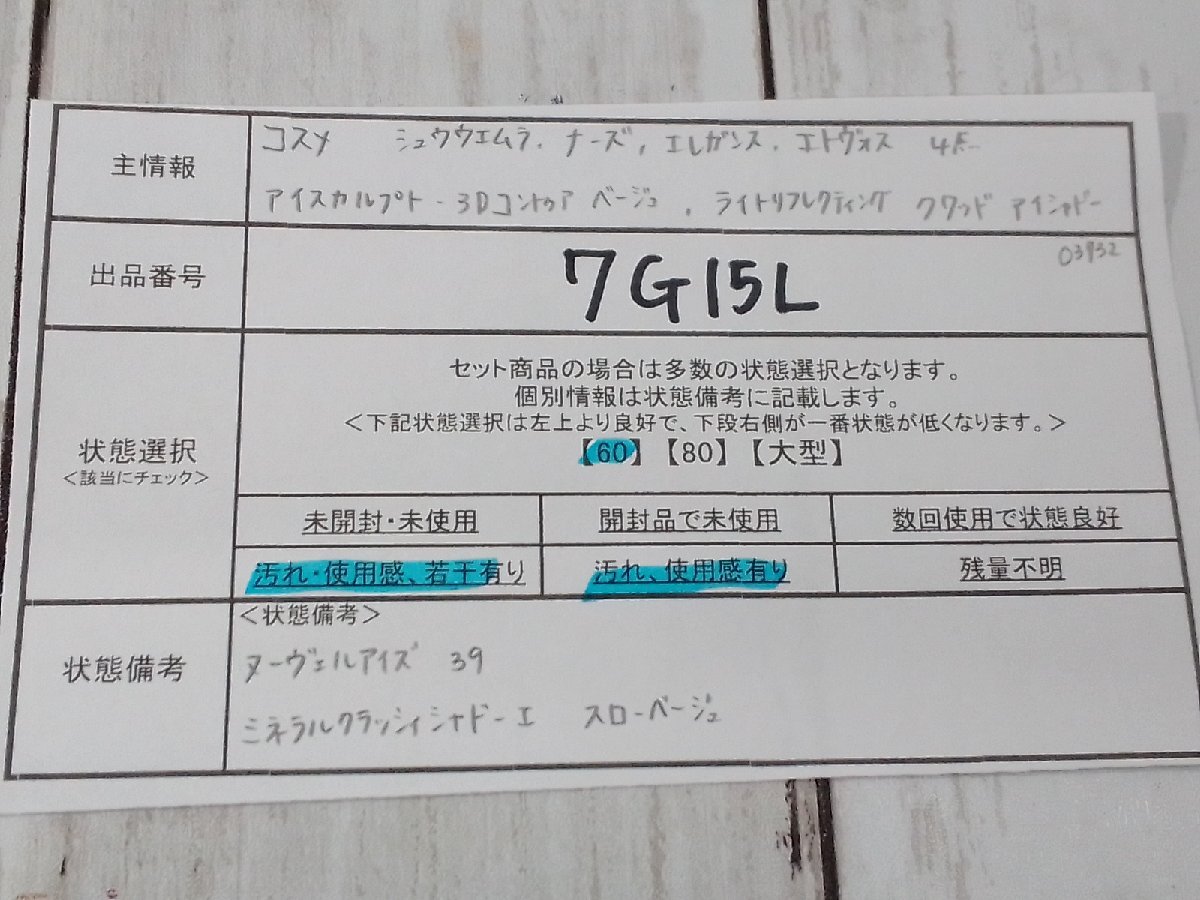 主情報
コスメ シュウウエムラ、ナーズ、エレガンス、エトヴォス 4点
アイスカルプト-3Dコントゥア ベージュ、ライトリフレクティング クワッド アイシャドー
出品番号
7G15L
03932
状態選択
<該当にチェック>
セット商品の場合は多数の状態選択となります。
個別情報は状態備考に記載します。
<下記状態選択は左上より良好で、下段右側が一番状態が低くなります。>
【60】【80】【大型】
未開封・未使用 開封品で未使用 数回使用で状態良好
汚れ・使用感、若干有り 汚れ、使用感有り 残量不明
状態備考
<状態備考>
ヌーヴェルアイズ 39
ミネラルクラッシィシャドーエ スローベージュ